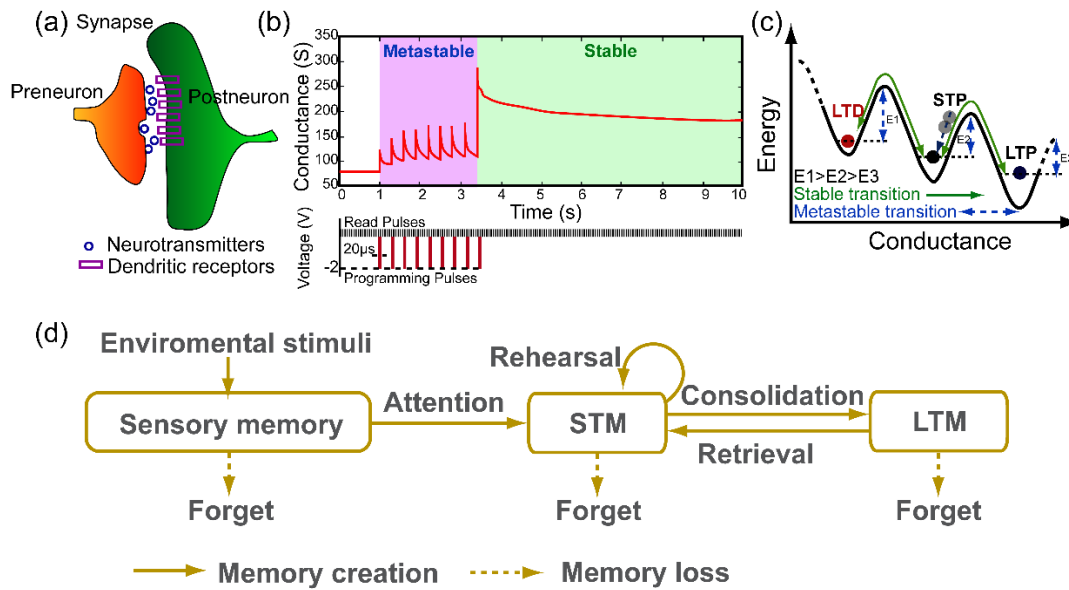 (a)
Synapse
Preneuron
Postneuron
Neurotransmitters
Dendritic receptors
(b)
Metastable
Stable
Conductance (S)
350
300
250
200
150
100
50
0 1 2 3 4 5 6 7 8 9 10
Time (s)
Voltage (V)
Read Pulses
20μs
-2
Programming Pulses
(c)
Energy
LTD
E1
STP
E2
LTP
E1>E2>E3
Stable transition
Metastable transition
Conductance
(d)
Enviromental stimuli
Sensory memory
Attention
Rehearsal
STM
Consolidation
Retrieval
LTM
Forget
Forget
Forget
Memory creation
Memory loss